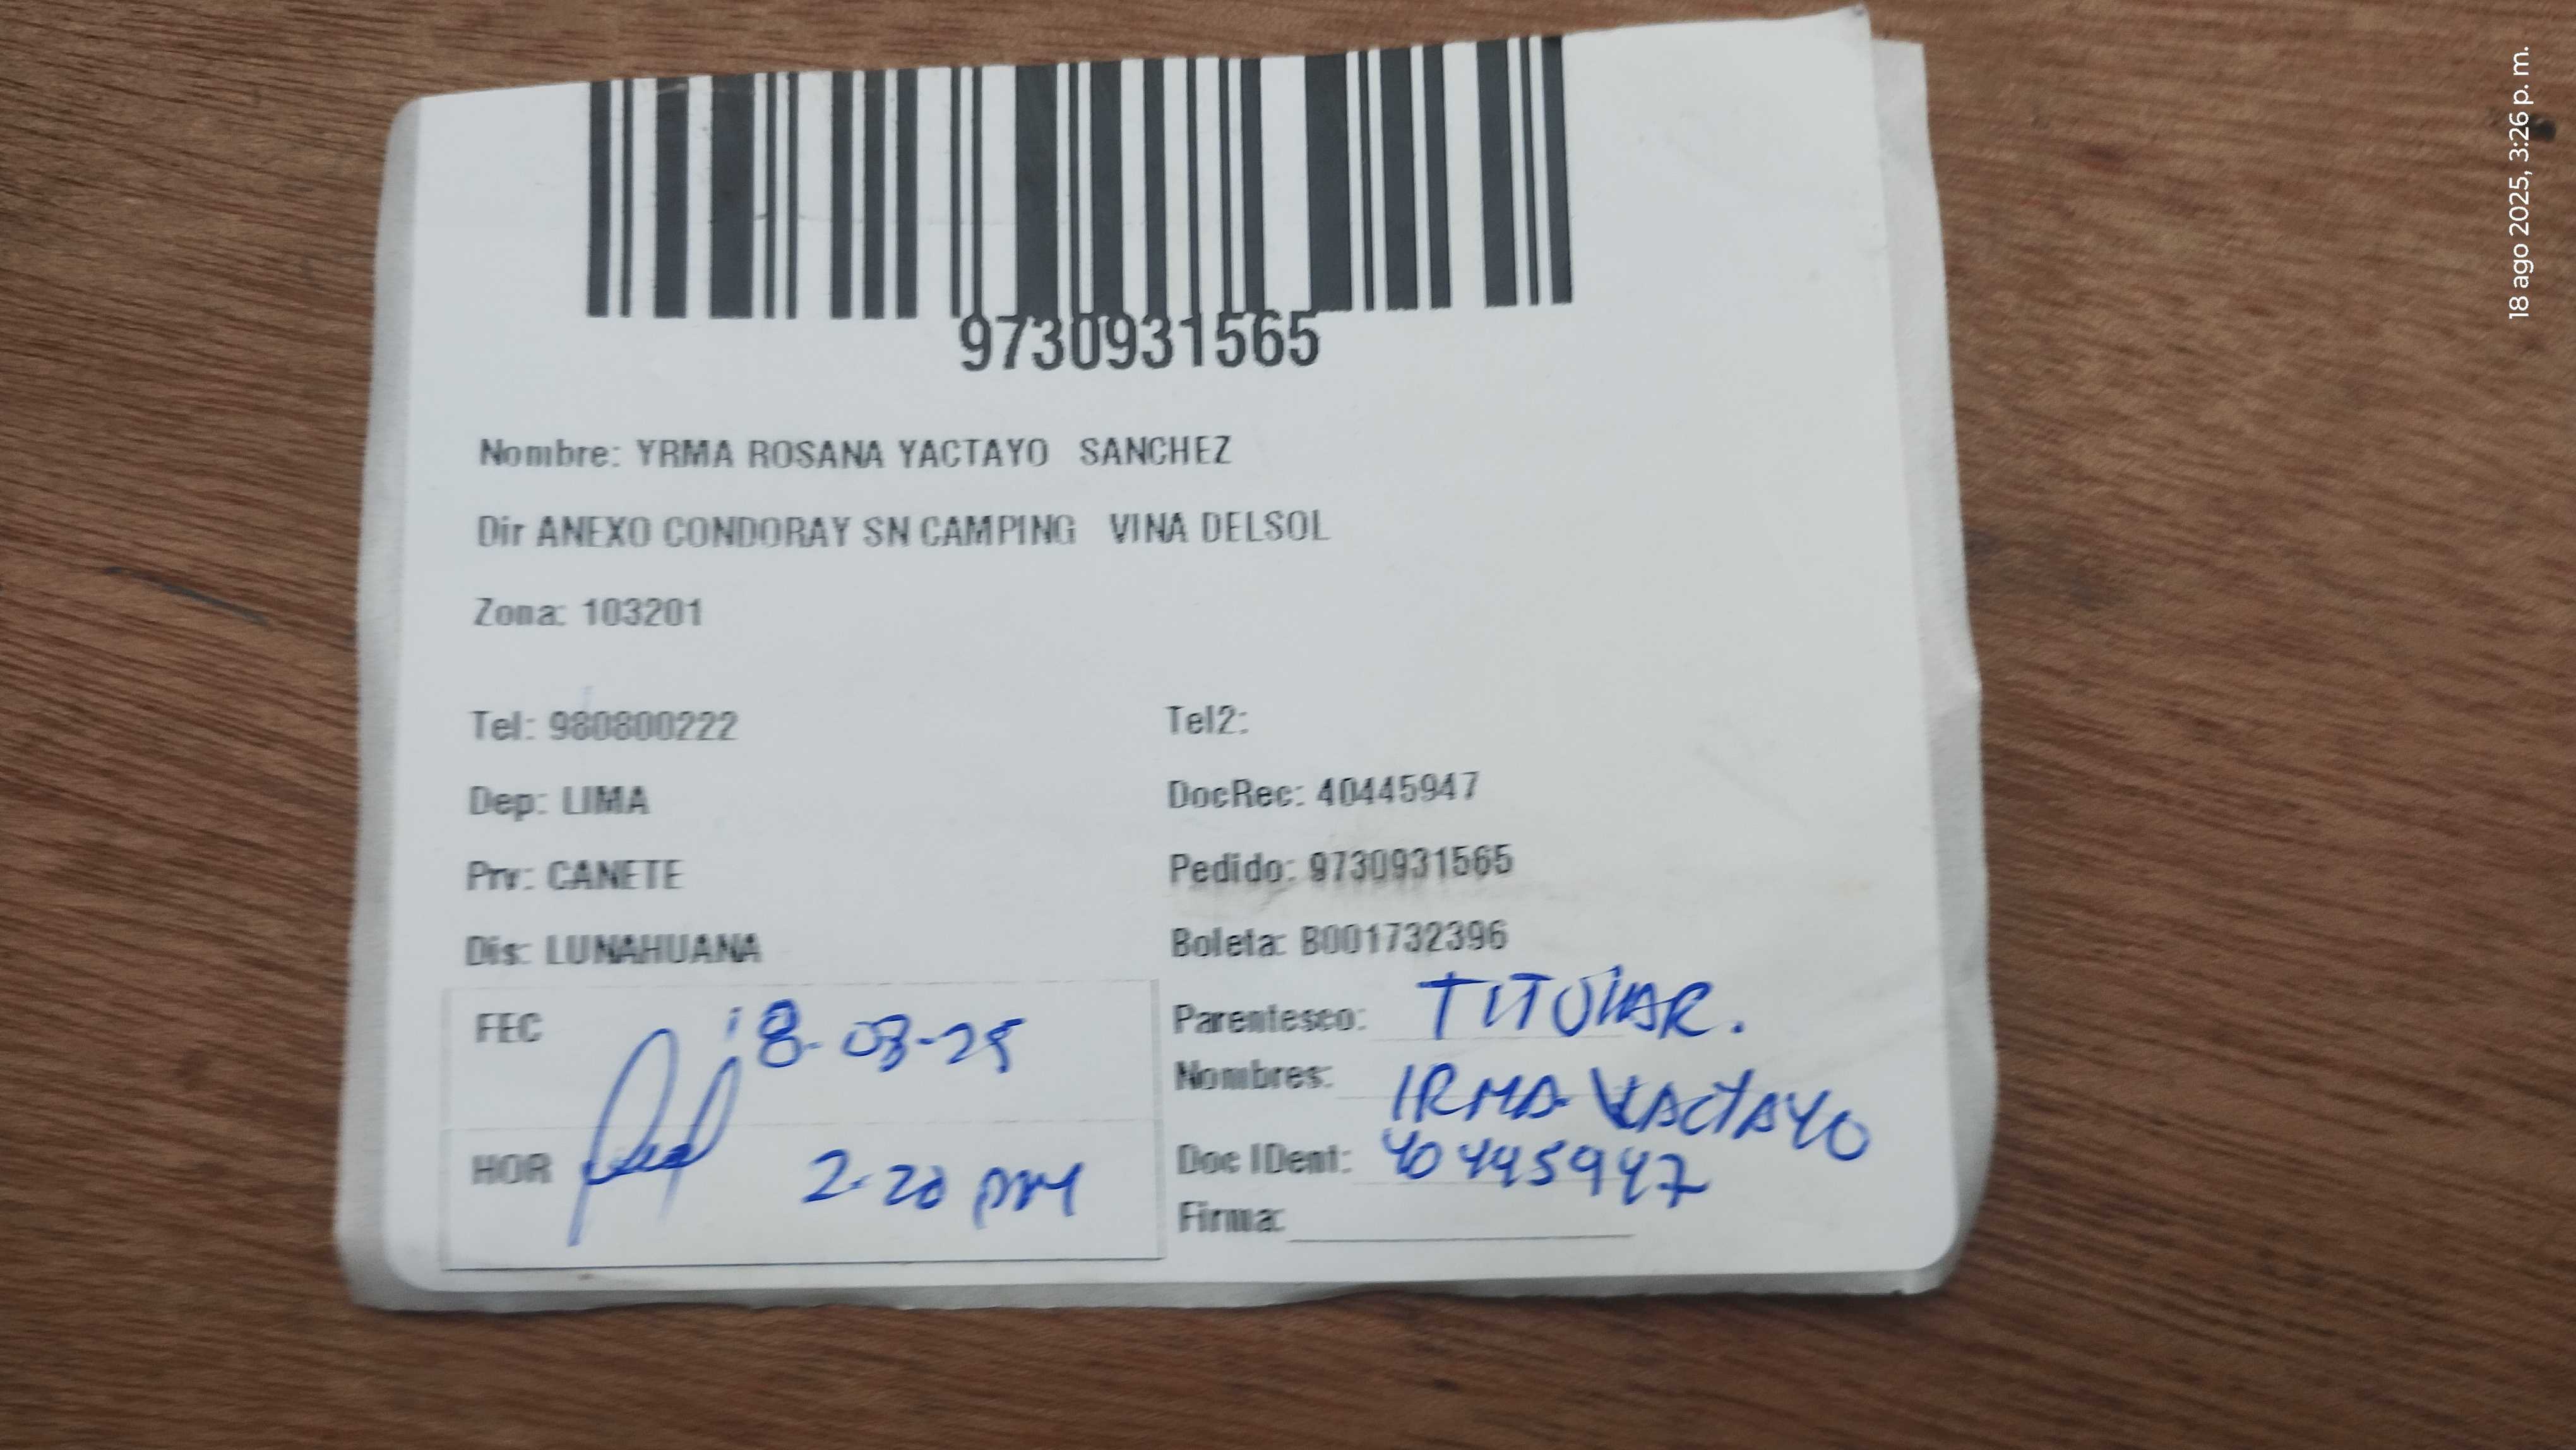 9730931565
Nombre: YRMA ROSANA YACTAYO SANCHEZ
Dir ANEXO CONDORAY SN CAMPING VINA DELSOL
Zona: 103201
Tel: 980800222
Tel2:
Dep: LIMA
DocRec: 40445947
Prv: CANETE
Pedido: 9730931565
Dis: LUNAHUANA
Boleta: B001732396
FEC 18-08-25
Parentesco: TITULAR.
Nombres: IRMA YACTAYO
HOR 2-20 PM
Doc IDent: 40445947
Firma:
18 ago 2025, 3:26 p. m.